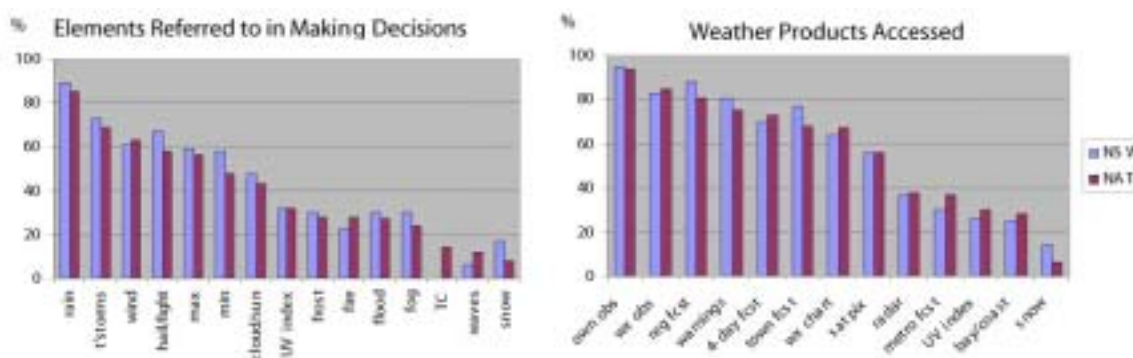 % Elements Referred to in Making Decisions
100
80
60
40
20
0
rain t'storms wind hail/light max min cloud/sun UV index frost fire flood fog TC waves snow
% Weather Products Accessed
100
80
60
40
20
0
own obs wx obs reg fcst warnings 4-day fcst town fcst wx chart sat pix radar metro fcst UV index bay/coast snow
NSW
NAT